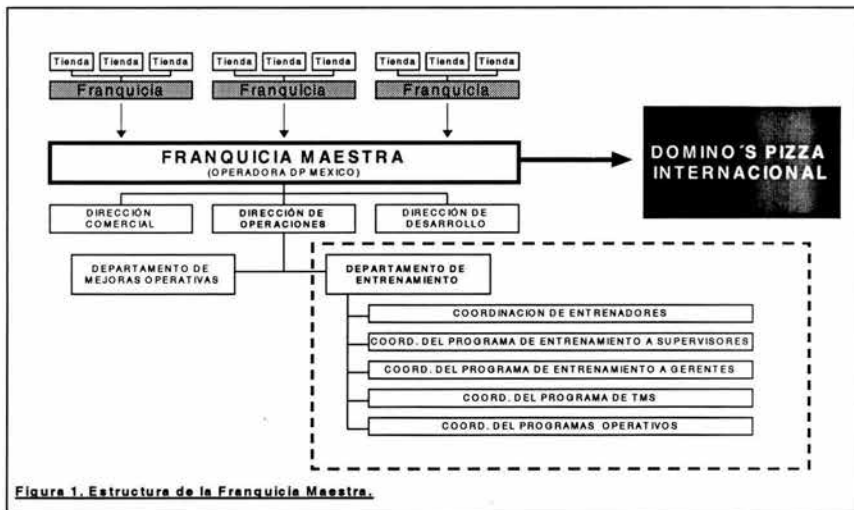 Tienda Tienda Tienda Tienda Tienda Tienda Tienda Tienda Tienda
Franquicia Franquicia Franquicia
FRANQUICIA MAESTRA
(OPERADORA DP MEXICO)
DOMINO´S PIZZA
INTERNACIONAL
DIRECCIÓN
COMERCIAL
DIRECCIÓN DE
OPERACIONES
DIRECCIÓN DE
DESARROLLO
DEPARTAMENTO DE
MEJORAS OPERATIVAS
DEPARTAMENTO DE
ENTRENAMIENTO
COORDINACION DE ENTRENADORES
COORD. DEL PROGRAMA DE ENTRENAMIENTO A SUPERVISORES
COORD. DEL PROGRAMA DE ENTRENAMIENTO A GERENTES
COORD. DEL PROGRAMA DE TMS
COORD. DEL PROGRAMAS OPERATIVOS
Figura 1. Estructura de la Franquicia Maestra.